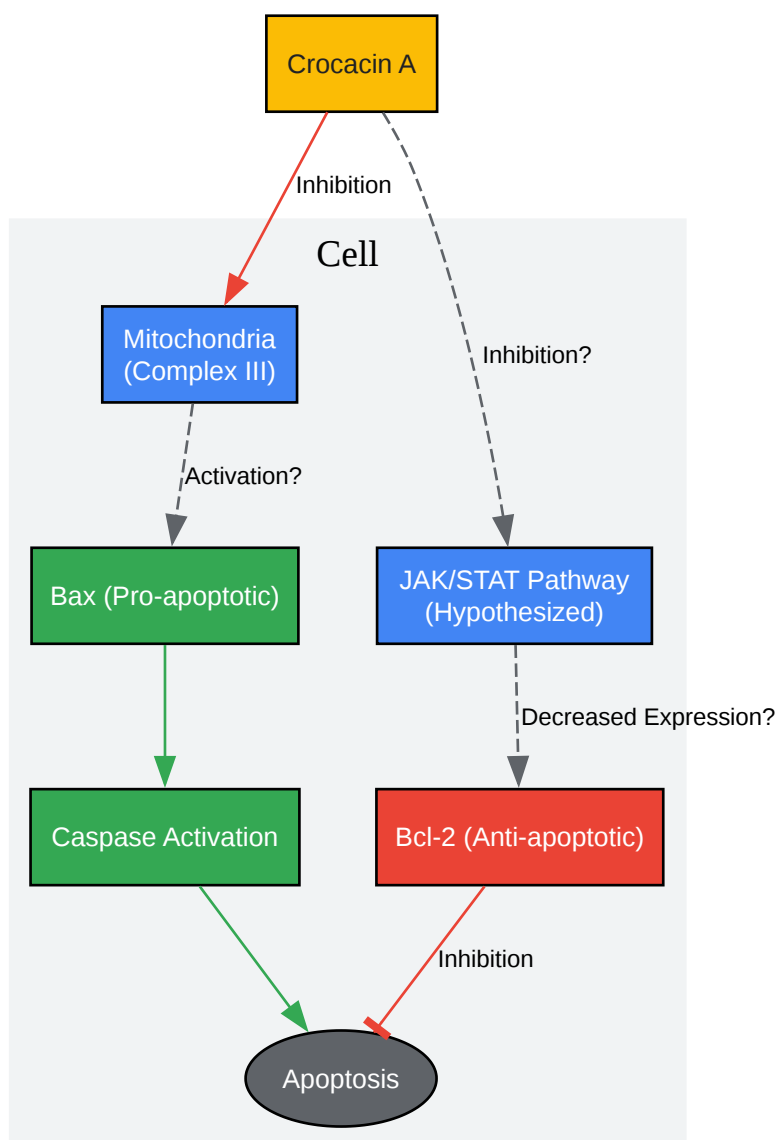 Crocacin A
Inhibition
Cell
Mitochondria
(Complex III)
Inhibition?
Activation?
Bax (Pro-apoptotic)
JAK/STAT Pathway
(Hypothesized)
Decreased Expression?
Caspase Activation
Bcl-2 (Anti-apoptotic)
Inhibition
Apoptosis